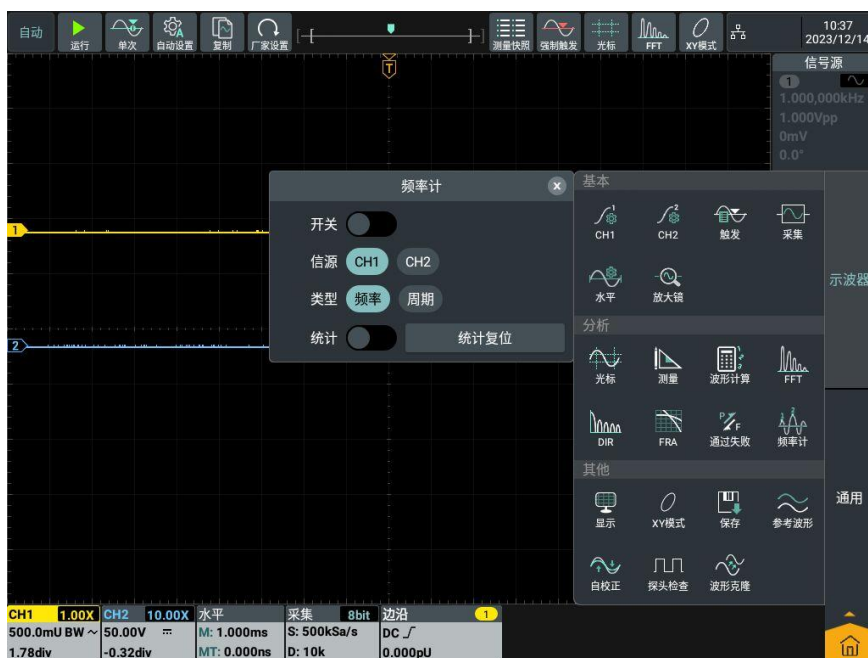 自动
运行
单次
自动设置
复制
厂家设置
测量快照
强制触发
光标
FFT
XY模式
10:37
2023/12/14
T
信号源
1
1.000,000kHz
1.000Vpp
0mV
0.0°
频率计
开关
信源 CH1 CH2
类型 频率 周期
统计 统计复位
1
2
基本
CH1 CH2 触发 采集
水平 放大镜
分析
光标 测量 波形计算 FFT
DIR FRA 通过失败 频率计
其他
显示 XY模式 保存 参考波形
自校正 探头检查 波形克隆
示波器
通用
CH1 1.00X CH2 10.00X 水平 采集 8bit 边沿 1
500.0mU BW 50.00V M: 1.000ms S: 500kSa/s DC
1.78div -0.32div MT: 0.000ns D: 10k 0.000pU